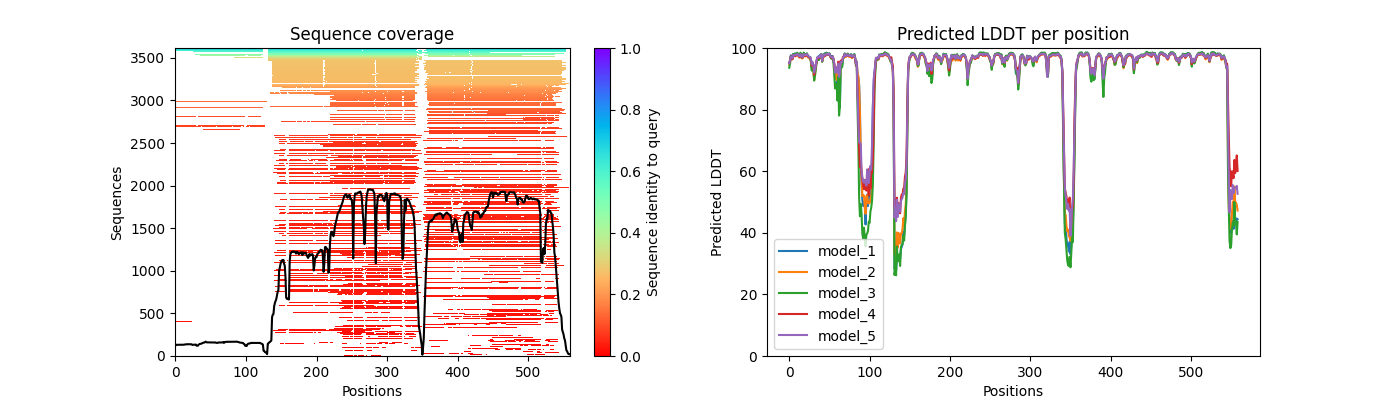 Sequence coverage
Sequences
3500
3000
2500
2000
1500
1000
500
0
0 100 200 300 400 500
Positions
1.0
0.8
0.6
0.4
0.2
0.0
Sequence identity to query
Predicted LDDT per position
Predicted LDDT
100
80
60
40
20
0
model_1
model_2
model_3
model_4
model_5
0 100 200 300 400 500
Positions